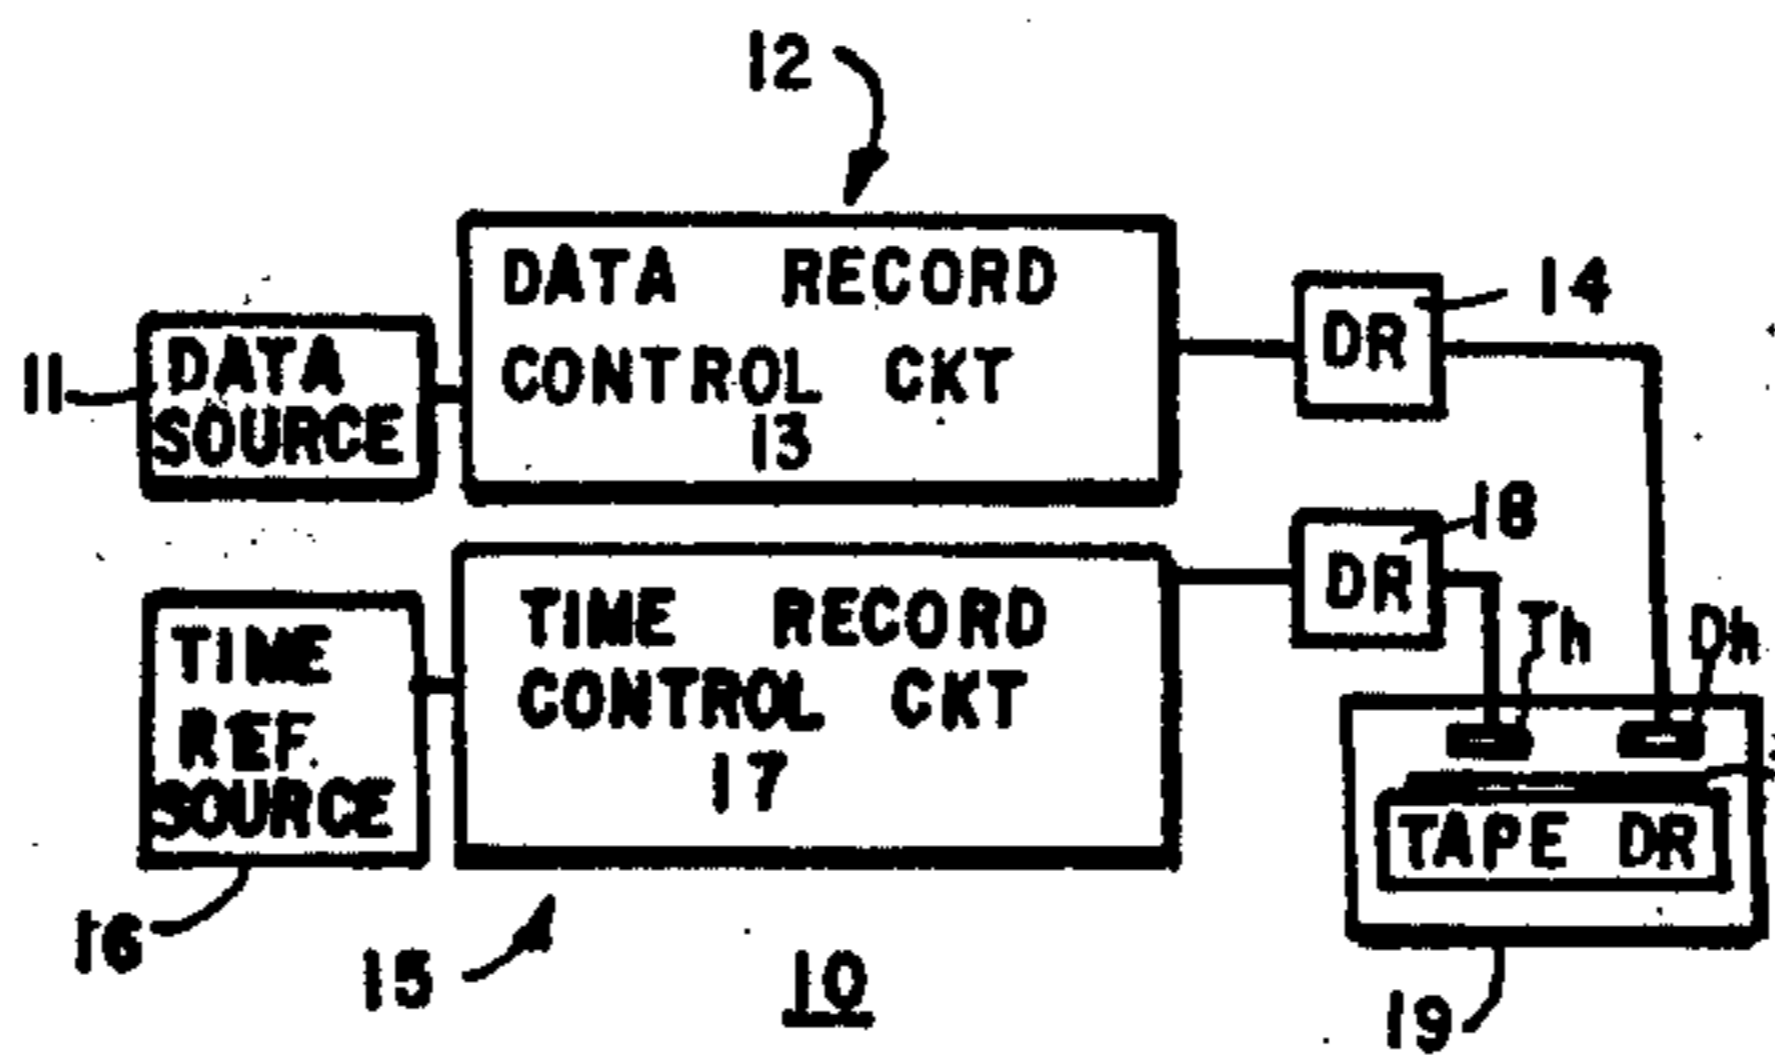 12
DATA RECORD
CONTROL CKT
13
14
DR
11
DATA
SOURCE
18
DR
TIME RECORD
CONTROL CKT
17
TIME
REF.
SOURCE
Th
Dh
TAPE DR
16
15
10
19